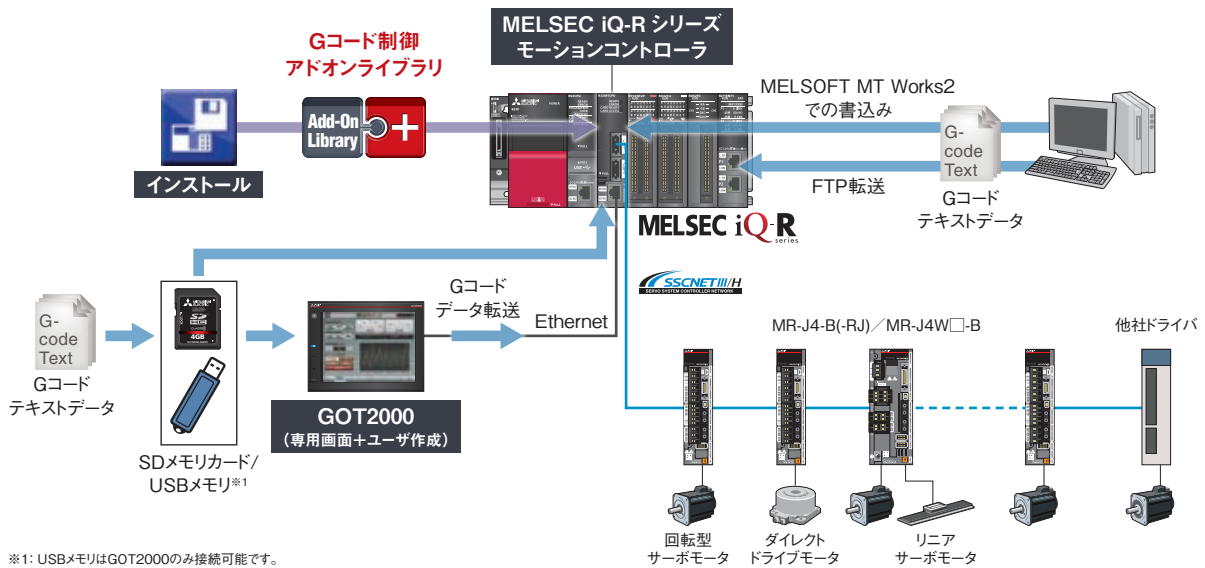 MELSEC iQ-R シリーズ
モーションコントローラ
Gコード制御
アドオンライブラリ
Add-On
Library
インストール
MELSOFT MT Works2
での書込み
G-
code
Text
FTP転送
Gコード
テキストデータ
MELSEC iQ-R
series
SSCNETIII/H
SERVO SYSTEM CONTROLLER NETWORK
G-
code
Text
Gコード
テキストデータ
4GB
SDメモリカード/
USBメモリ※1
GOT2000
(専用画面+ユーザ作成)
Gコード
データ転送
Ethernet
MR-J4-B(-RJ)/MR-J4W□-B
他社ドライバ
回転型
サーボモータ
ダイレクト
ドライブモータ
リニア
サーボモータ
※1: USBメモリはGOT2000のみ接続可能です。